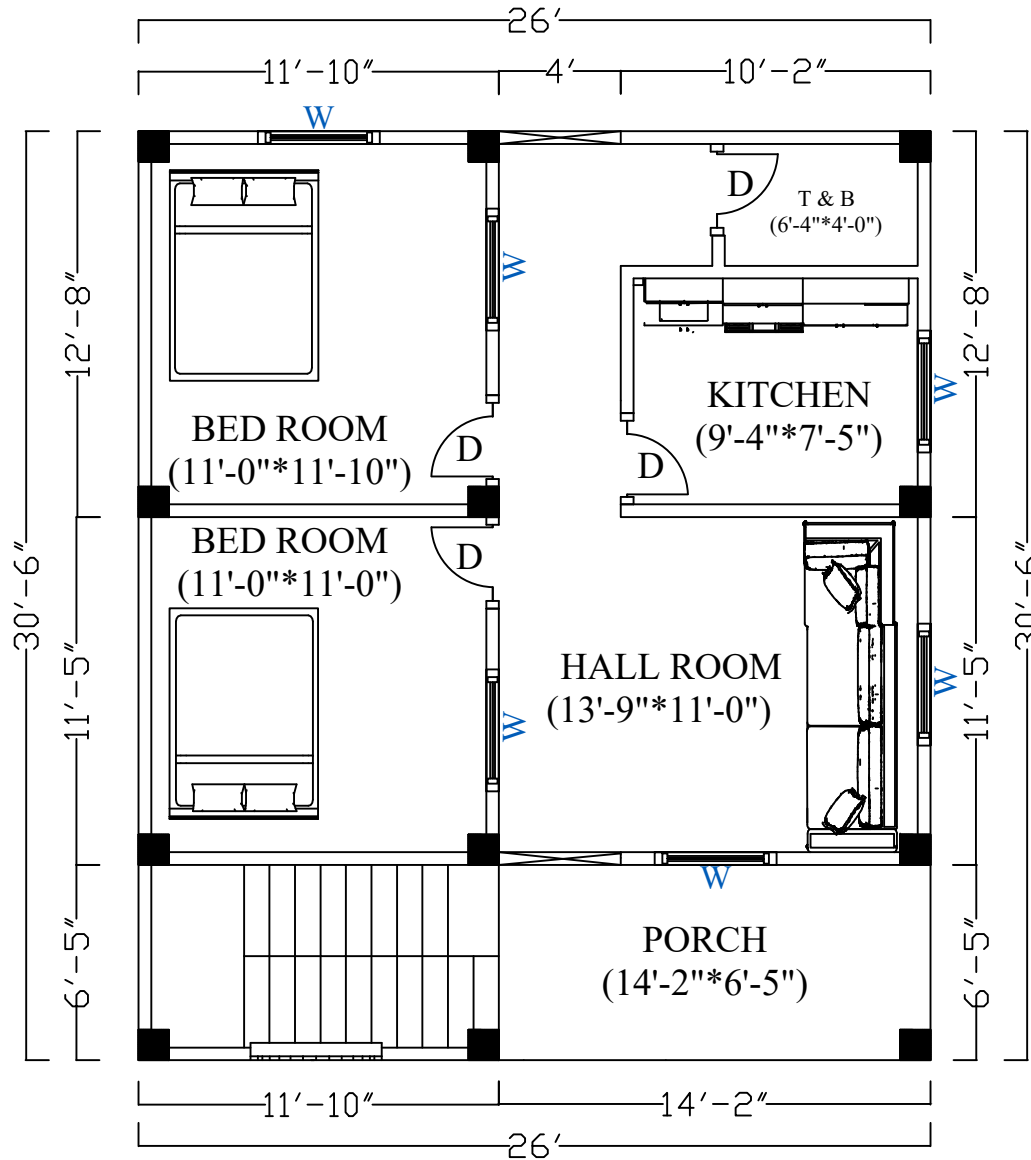 26'
11'-10" 4' 10'-2"
W
D
T & B
(6'-4"*4'-0")
W
12'-8"
12'-8"
KITCHEN
(9'-4"*7'-5")
W
BED ROOM
(11'-0"*11'-10")
D
D
BED ROOM
(11'-0"*11'-0")
D
30'-6"
30'-6"
HALL ROOM
(13'-9"*11'-0")
W
W
11'-5"
11'-5"
W
PORCH
(14'-2"*6'-5")
6'-5"
6'-5"
11'-10" 14'-2"
26'